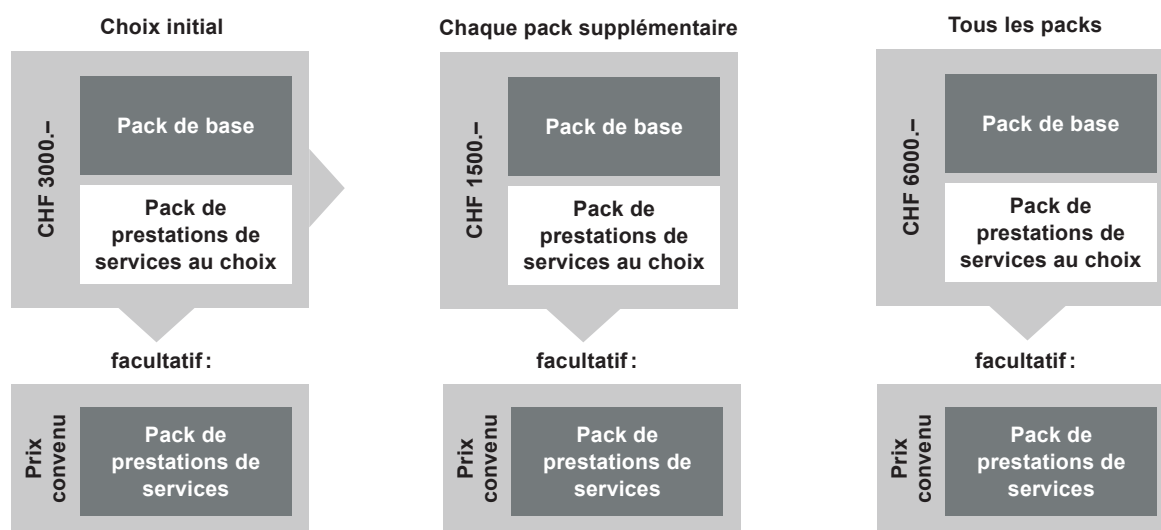 Choix initial
CHF 3000.–
Pack de base
Pack de
prestations de
services au choix
facultatif :
Prix
convenu
Pack de
prestations de
services
Chaque pack supplémentaire
CHF 1500.–
Pack de base
Pack de
prestations de
services au choix
facultatif :
Prix
convenu
Pack de
prestations de
services
Tous les packs
CHF 6000.–
Pack de base
Pack de
prestations de
services au choix
facultatif :
Prix
convenu
Pack de
prestations de
services